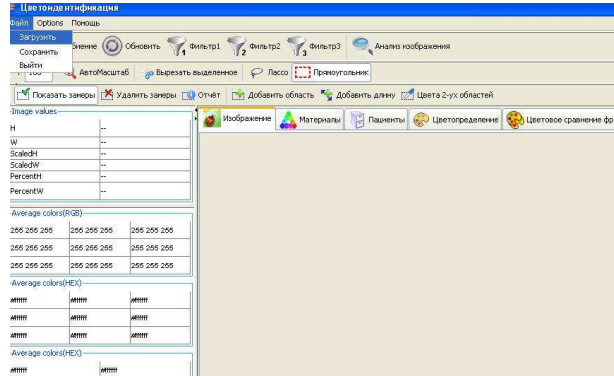 Цветоидентификация
Файл Options Помощь
Загрузить
Сохранить
Выйти
Обновить Фильтр1 Фильтр2 Фильтр3 Анализ изображения
АвтоМасштаб Вырезать выделенное Лассо Прямоугольник
Показать замеры Удалить замеры Отчёт Добавить область Добавить длину Цвета 2-ух областей
Изображение Материалы Пациенты Цветопределение Цветовое сравнение фр
Image values
H --
W --
ScaledH --
ScaledW --
PercentH --
PercentW --
Average colors(RGB)
255 255 255 255 255 255 255 255 255
255 255 255 255 255 255 255 255 255
255 255 255 255 255 255 255 255 255
Average colors(HEX)
#ffffff #ffffff #ffffff
#ffffff #ffffff #ffffff
#ffffff #ffffff #ffffff
Average colors(HEX)
#ffffff #ffffff